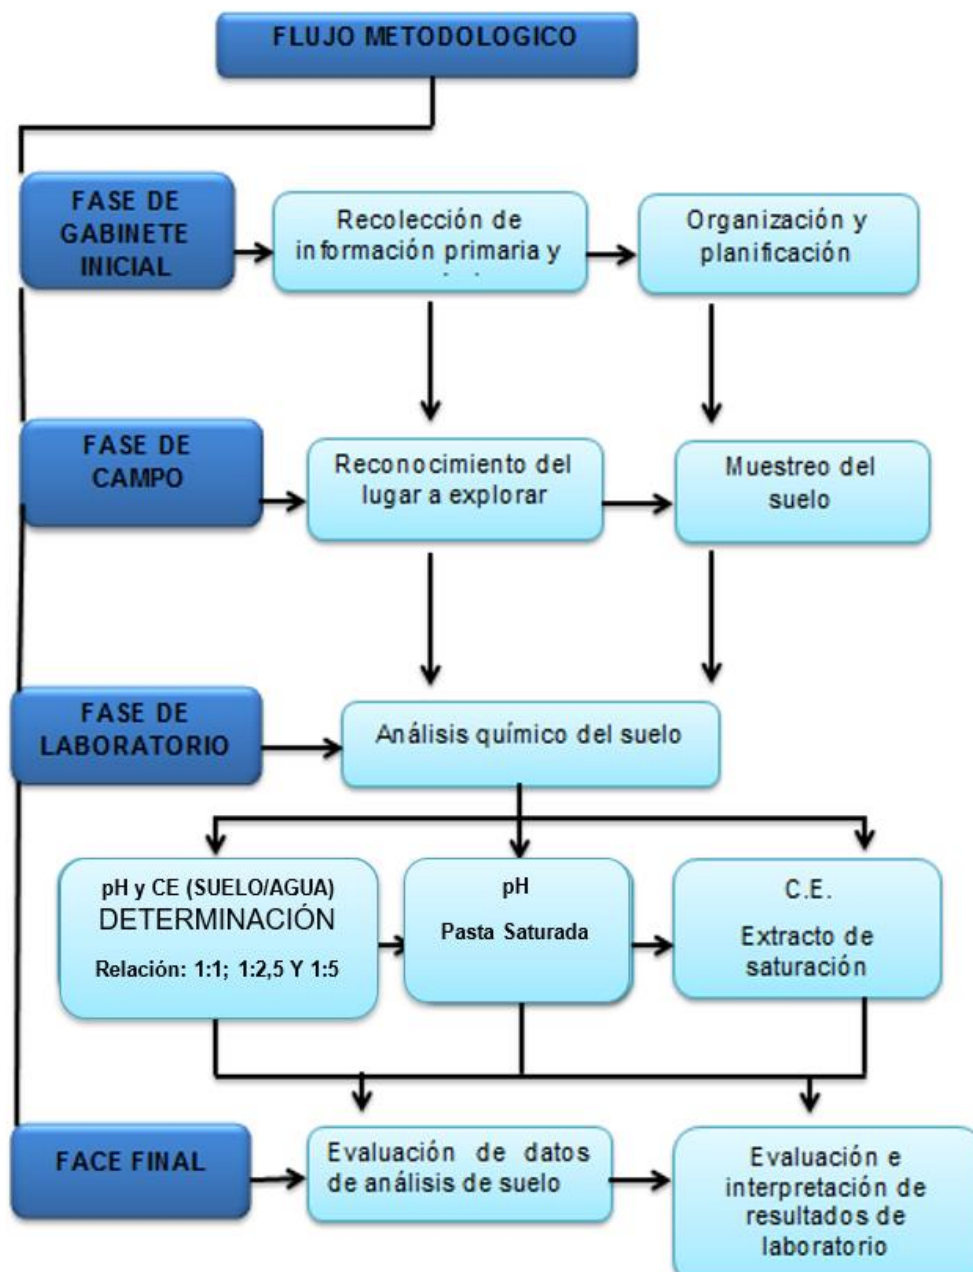 FLUJO METODOLOGICO
FASE DE
GABINETE
INICIAL
Recolección de
información primaria y
Organización y
planificación
FASE DE
CAMPO
Reconocimiento del
lugar a explorar
Muestreo del
suelo
FASE DE
LABORATORIO
Análisis químico del suelo
pH y CE (SUELO/AGUA)
DETERMINACIÓN
Relación: 1:1; 1:2,5 Y 1:5
pH
Pasta Saturada
C.E.
Extracto de
saturación
FACE FINAL
Evaluación de datos
de análisis de suelo
Evaluación e
interpretación de
resultados de
laboratorio